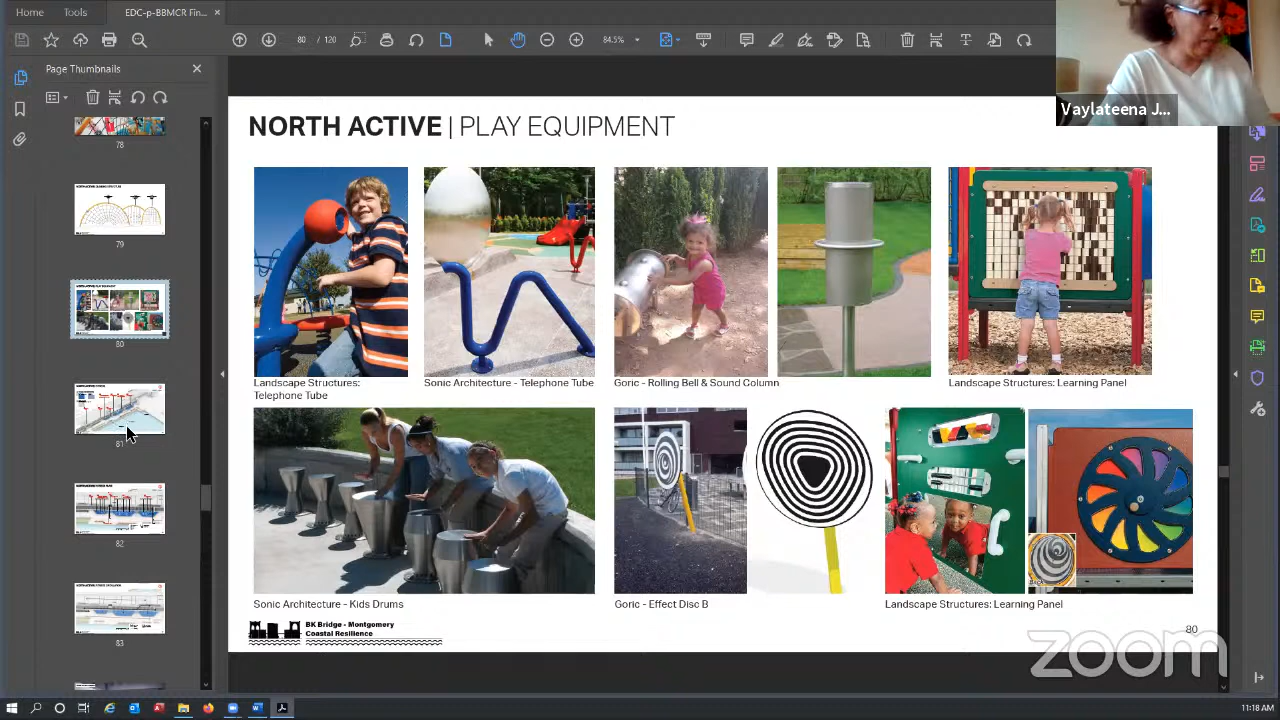 Home
Tools
EDC-p-BBMCR Fin...
80 / 120
84.5%
Page Thumbnails
78
79
80
81
82
83
Vaylateena J...
NORTH ACTIVE | PLAY EQUIPMENT
Landscape Structures:
Telephone Tube
Sonic Architecture - Telephone Tube
Goric - Rolling Bell & Sound Column
Landscape Structures: Learning Panel
Sonic Architecture - Kids Drums
Goric - Effect Disc B
Landscape Structures: Learning Panel
BK Bridge - Montgomery
Coastal Resilience
80
zoom
11:18 AM